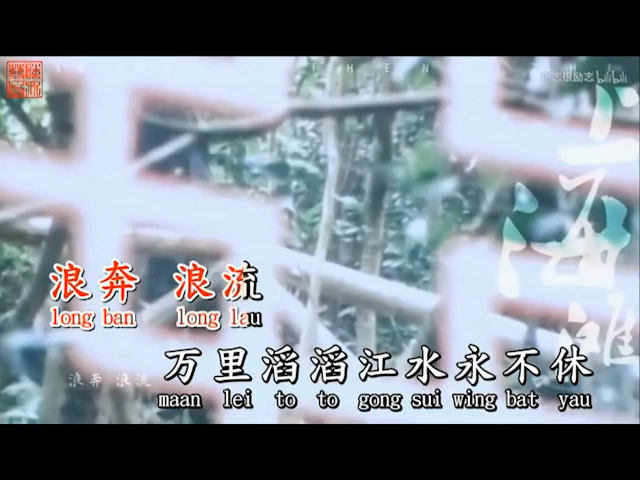 上海滩
浪奔 浪流
long ban long lau
万里滔滔江水永不休
浪奔 浪流
maan lei to to gong sui wing bat yau